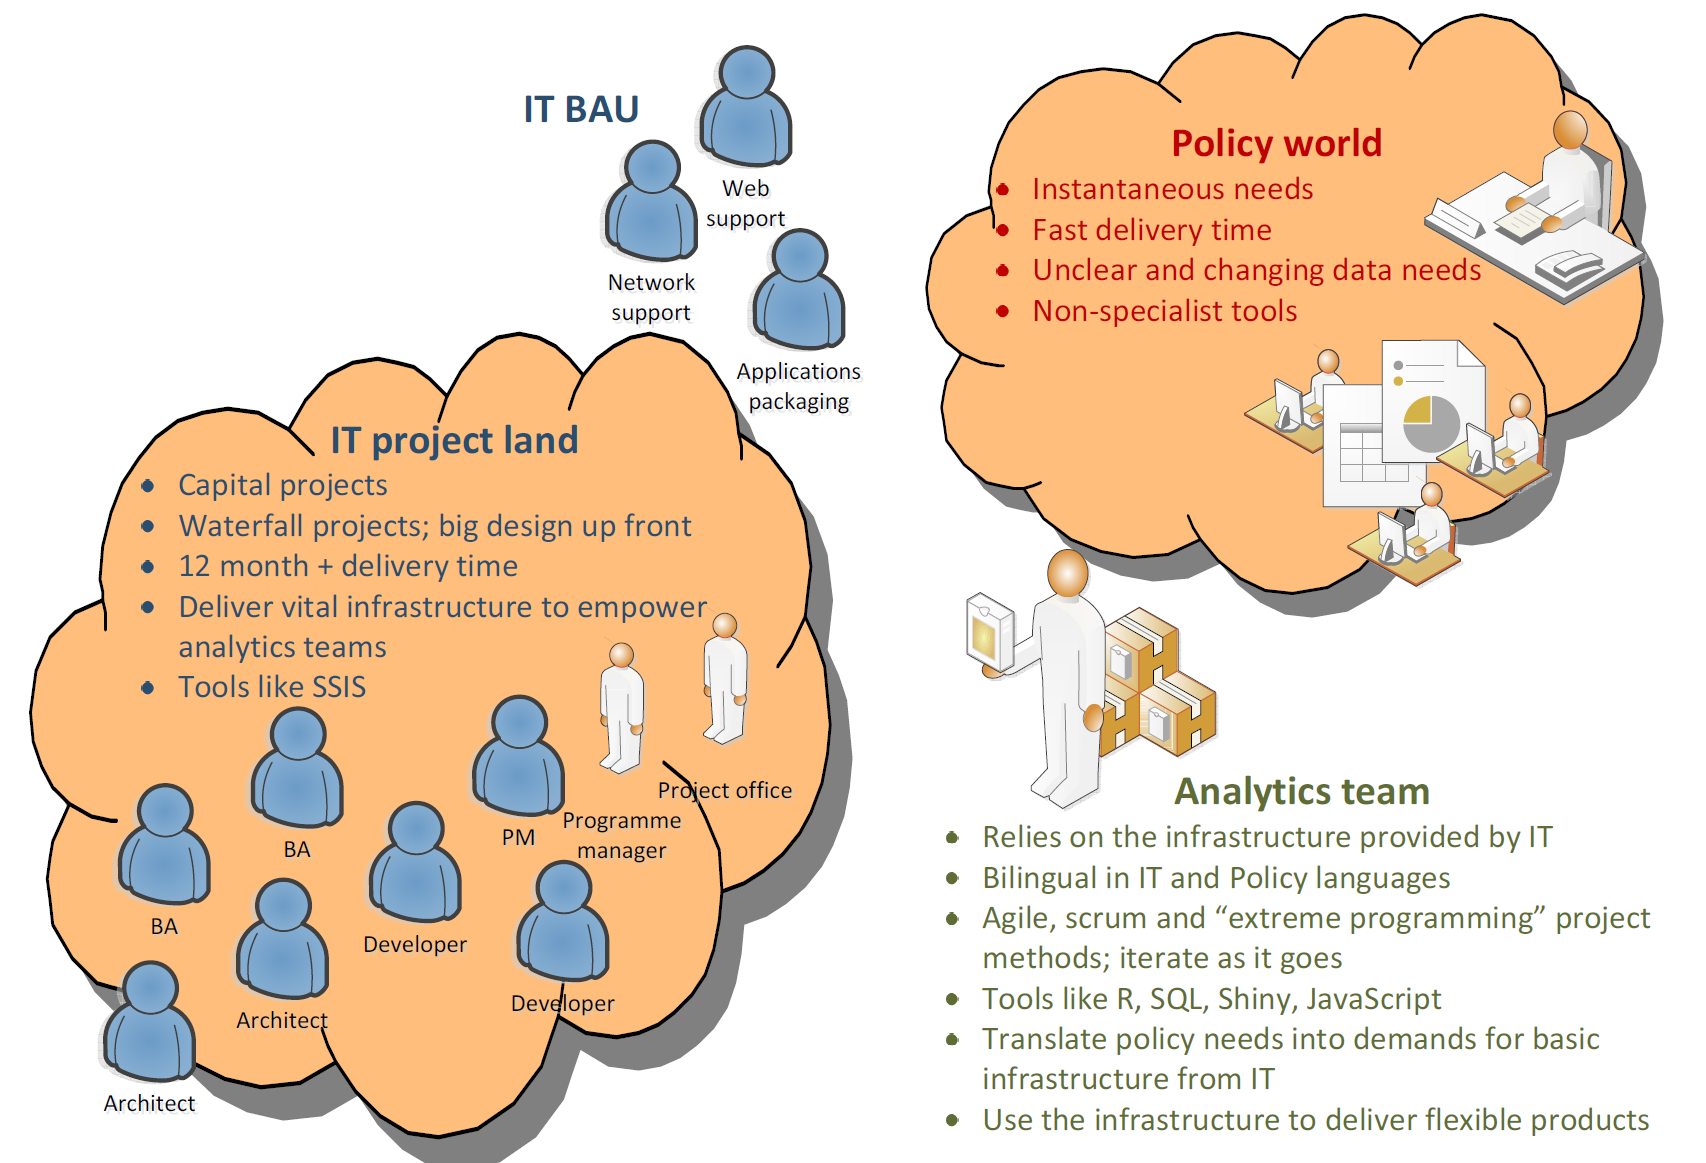 IT BAU
Web
support
Network
support
Applications
packaging
IT project land
• Capital projects
• Waterfall projects; big design up front
• 12 month + delivery time
• Deliver vital infrastructure to empower
analytics teams
• Tools like SSIS
Project office
Programme
manager
PM
BA
BA
Developer
Developer
Architect
Architect
Policy world
• Instantaneous needs
• Fast delivery time
• Unclear and changing data needs
• Non-specialist tools
Analytics team
• Relies on the infrastructure provided by IT
• Bilingual in IT and Policy languages
• Agile, scrum and “extreme programming” project
methods; iterate as it goes
• Tools like R, SQL, Shiny, JavaScript
• Translate policy needs into demands for basic
infrastructure from IT
• Use the infrastructure to deliver flexible products